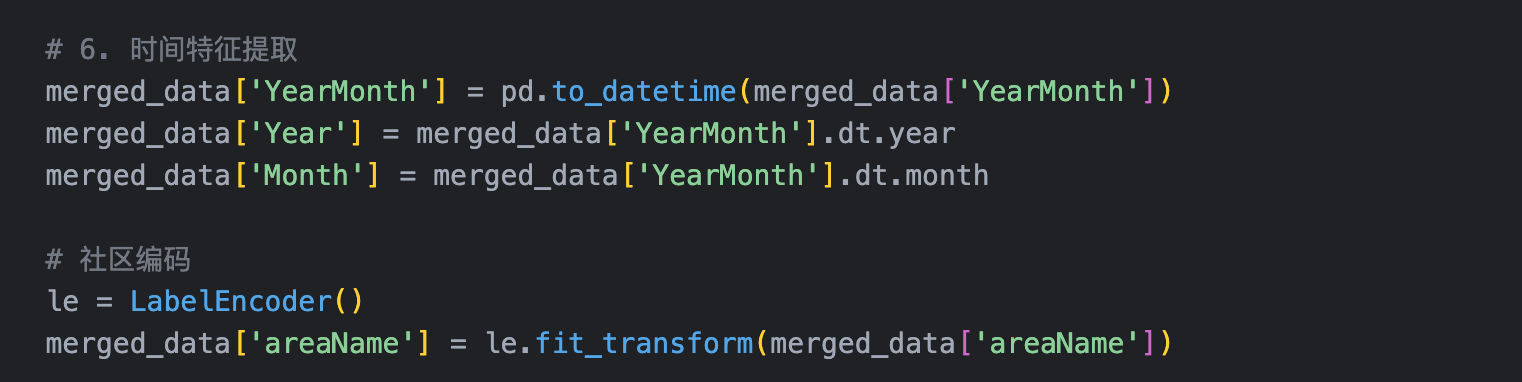 # 6. 时间特征提取
merged_data['YearMonth'] = pd.to_datetime(merged_data['YearMonth'])
merged_data['Year'] = merged_data['YearMonth'].dt.year
merged_data['Month'] = merged_data['YearMonth'].dt.month
# 社区编码
le = LabelEncoder()
merged_data['areaName'] = le.fit_transform(merged_data['areaName'])